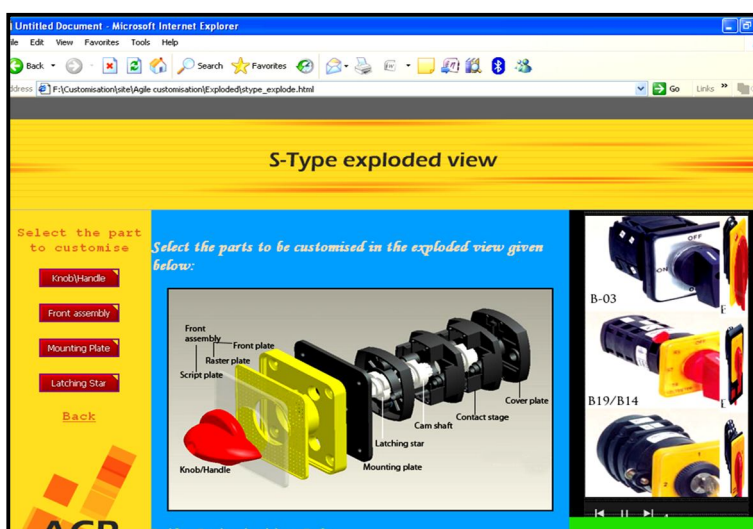 Untitled Document - Microsoft Internet Explorer
File Edit View Favorites Tools Help
Back Search Favorites
Address F:\Customisation\site\Agile customisation\Exploded\stype_explode.html Go Links
S-Type exploded view
Select the part
to customise
Knob\Handle
Front assembly
Mounting Plate
Latching Star
Back
Select the parts to be customised in the exploded view given
below:
Front
assembly
Front plate
Raster plate
Script plate
Knob/Handle
Mounting plate
Latching star
Cam shaft
Contact stage
Cover plate
OFF
ON
B-03
B19/B14